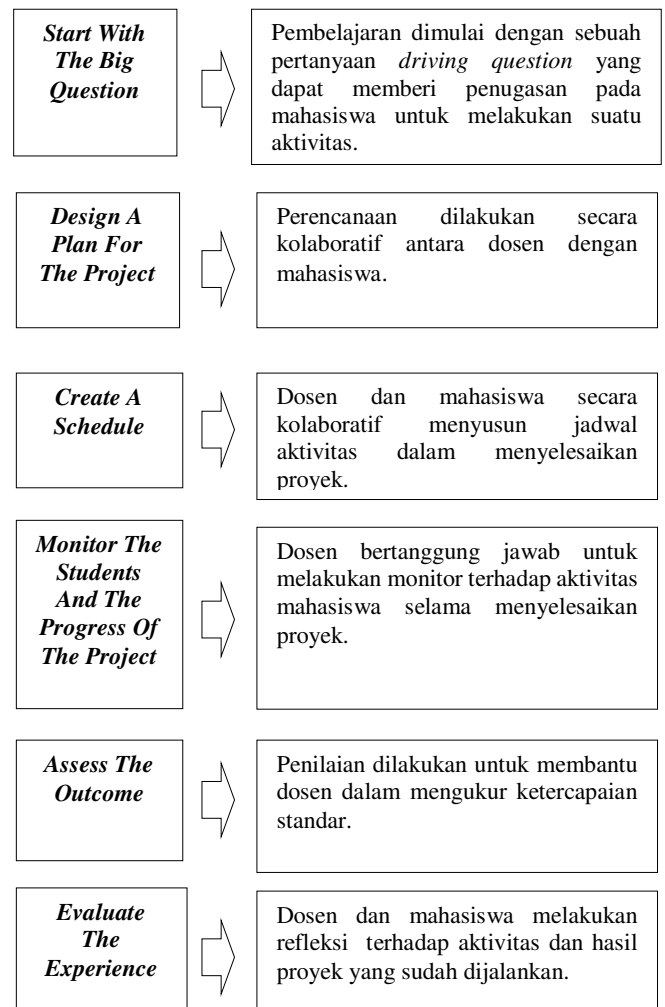 Start With
The Big
Question
Pembelajaran dimulai dengan sebuah
pertanyaan driving question yang
dapat memberi penugasan pada
mahasiswa untuk melakukan suatu
aktivitas.
Design A
Plan For
The Project
Perencanaan dilakukan secara
kolaboratif antara dosen dengan
mahasiswa.
Create A
Schedule
Dosen dan mahasiswa secara
kolaboratif menyusun jadwal
aktivitas dalam menyelesaikan
proyek.
Monitor The
Students
And The
Progress Of
The Project
Dosen bertanggung jawab untuk
melakukan monitor terhadap aktivitas
mahasiswa selama menyelesaikan
proyek.
Assess The
Outcome
Penilaian dilakukan untuk membantu
dosen dalam mengukur ketercapaian
standar.
Evaluate
The
Experience
Dosen dan mahasiswa melakukan
refleksi terhadap aktivitas dan hasil
proyek yang sudah dijalankan.